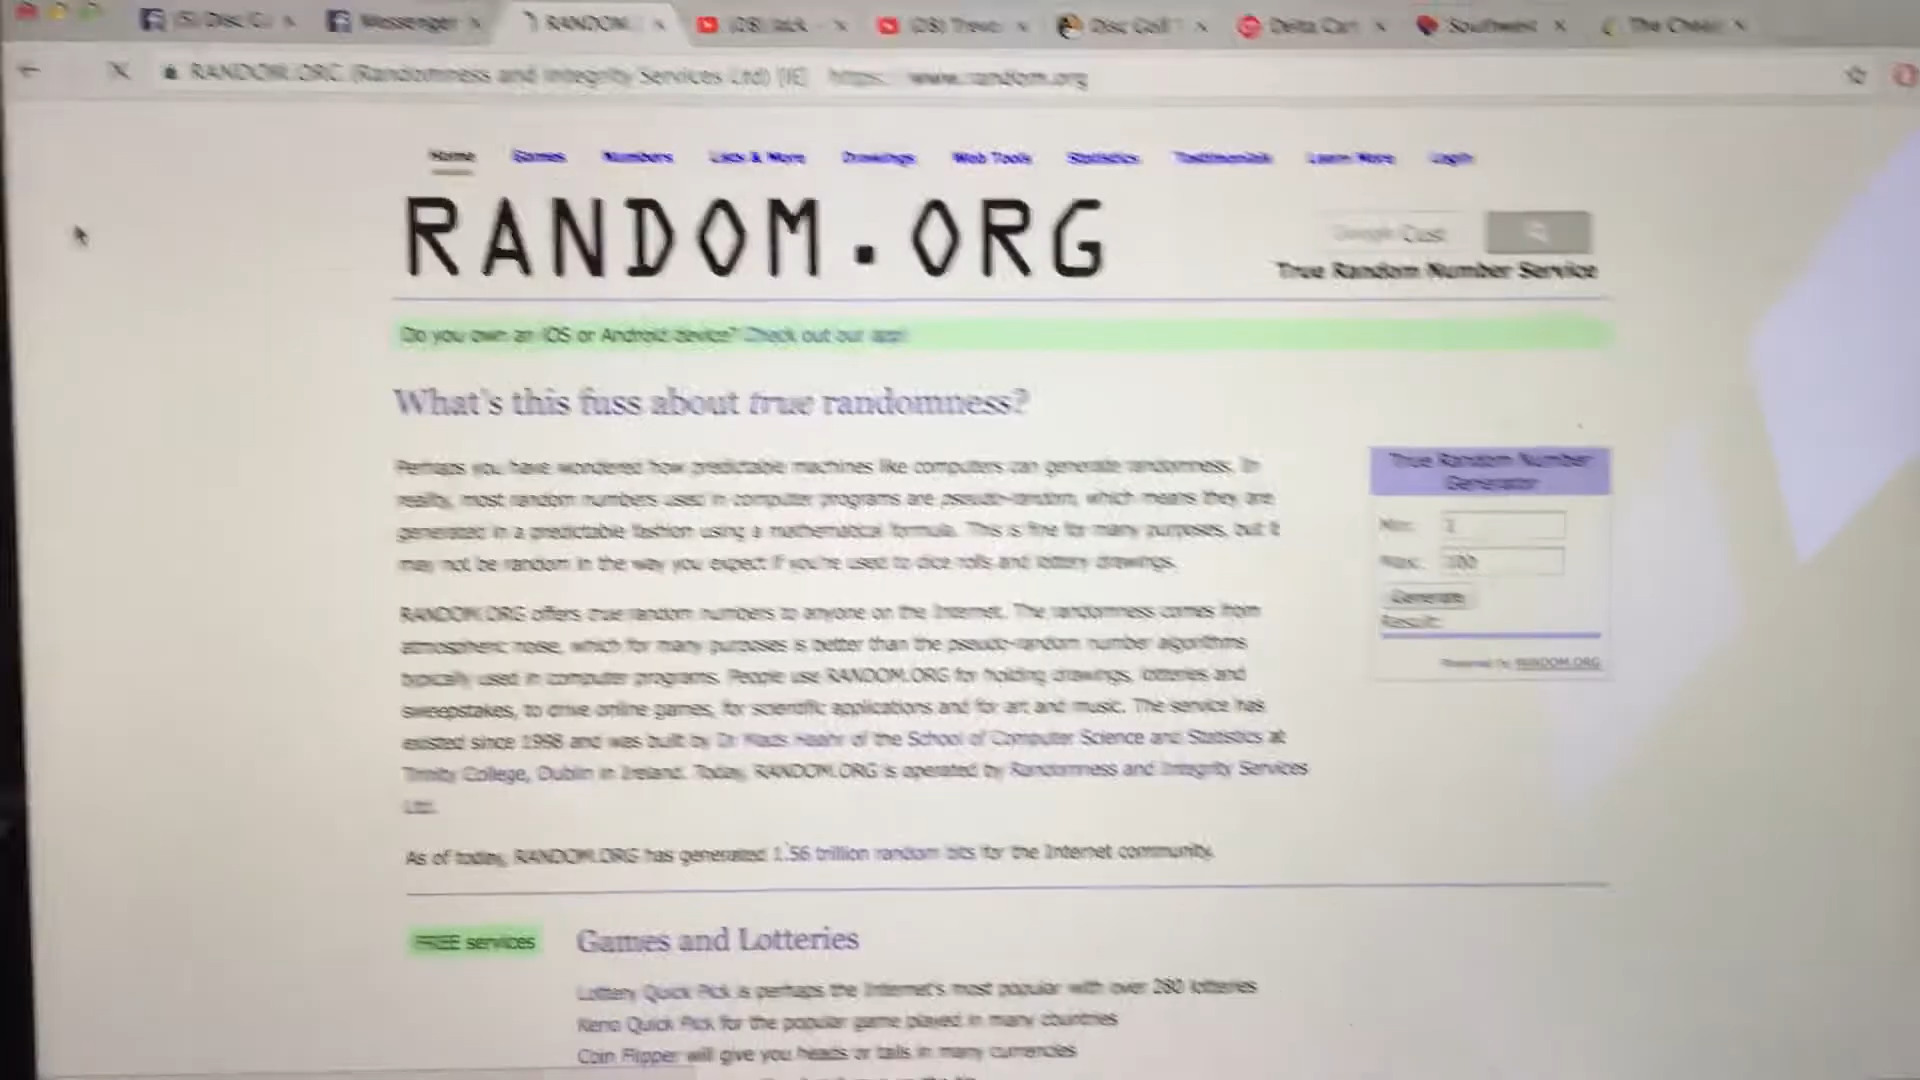 (5) Disc G
Messenger
RANDOM.
(28) Jack -
(28) Trevo
Disc Golf
Delta Cart
Southwest
The Chee
RANDOM.ORG (Randomness and Integrity Services Ltd) [IE] https://www.random.org
Home Games Numbers Lists & More Drawings Web Tools Statistics Testimonials Learn More Login
RANDOM.ORG
Google Cust
True Random Number Service
Do you own an iOS or Android device? Check out our app!
What's this fuss about true randomness?
Perhaps you have wondered how predictable machines like computers can generate randomness. In
reality, most random numbers used in computer programs are pseudo-random, which means they are
generated in a predictable fashion using a mathematical formula. This is fine for many purposes, but it
may not be random in the way you expect if you're used to dice rolls and lottery drawings.
RANDOM.ORG offers true random numbers to anyone on the Internet. The randomness comes from
atmospheric noise, which for many purposes is better than the pseudo-random number algorithms
typically used in computer programs. People use RANDOM.ORG for holding drawings, lotteries and
sweepstakes, to drive online games, for scientific applications and for art and music. The service has
existed since 1998 and was built by Dr Mads Haahr of the School of Computer Science and Statistics at
Trinity College, Dublin in Ireland. Today, RANDOM.ORG is operated by Randomness and Integrity Services
Ltd.
As of today, RANDOM.ORG has generated 1.56 trillion random bits for the Internet community.
True Random Number
Generator
Min: 1
Max: 100
Generate
Result:
Powered by RANDOM.ORG
FREE services
Games and Lotteries
Lottery Quick Pick is perhaps the Internet's most popular with over 280 lotteries
Keno Quick Pick for the popular game played in many countries
Coin Flipper will give you heads or tails in many currencies